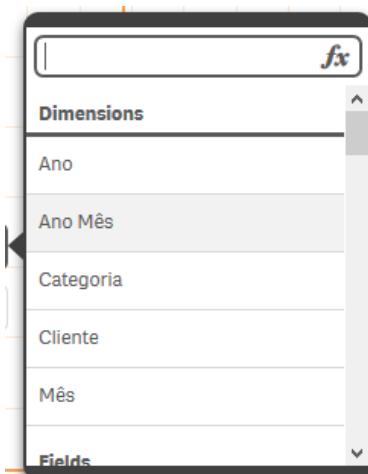 fx
Dimensions
Ano
Ano Mês
Categoria
Cliente
Mês
Fields